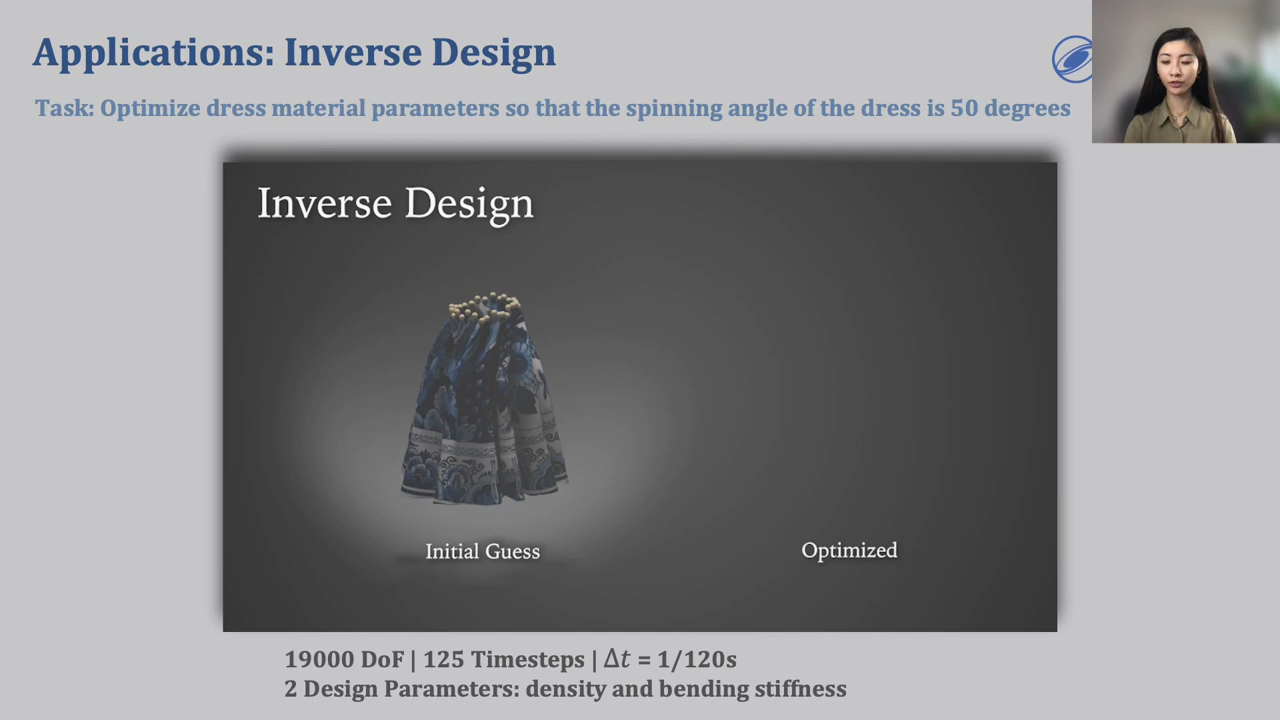 Applications: Inverse Design
Task: Optimize dress material parameters so that the spinning angle of the dress is 50 degrees
Inverse Design
Initial Guess
Optimized
19000 DoF | 125 Timesteps | Δt = 1/120s
2 Design Parameters: density and bending stiffness